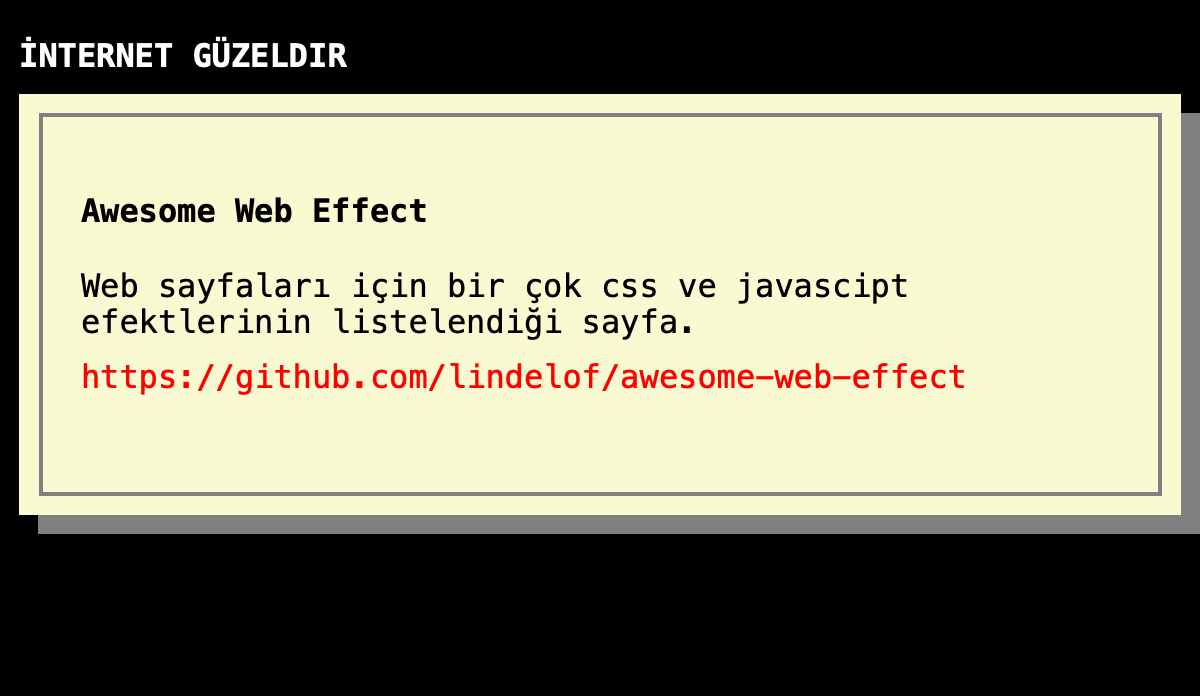 İNTERNET GÜZELDIR
Awesome Web Effect
Web sayfaları için bir çok css ve javascipt
efektlerinin listelendiği sayfa.
https://github.com/lindelof/awesome-web-effect